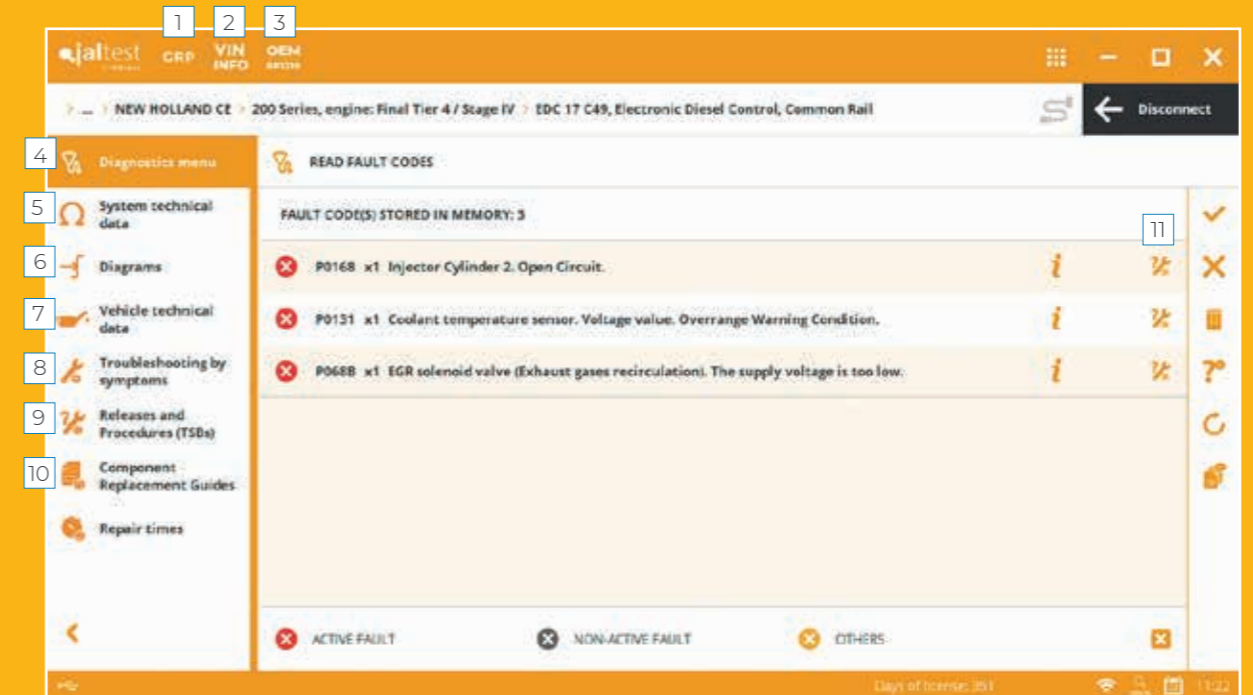 1 2 3
jaltest CRP VIN INFO OEM
> ... > NEW HOLLAND CE > 200 Series, engine: Final Tier 4 / Stage IV > EDC 17 C49, Electronic Diesel Control, Common Rail
Disconnect
4 Diagnostics menu
READ FAULT CODES
5 System technical
data
FAULT CODE(S) STORED IN MEMORY: 3
11
6 Diagrams
P0168 x1 Injector Cylinder 2. Open Circuit.
7 Vehicle technical
data
P0131 x1 Coolant temperature sensor. Voltage value. Overrange Warning Condition.
8 Troubleshooting by
symptoms
P068B x1 EGR solenoid valve (Exhaust gases recirculation). The supply voltage is too low.
9 Releases and
Procedures (TSBs)
10 Component
Replacement Guides
Repair times
ACTIVE FAULT NON-ACTIVE FAULT OTHERS
Days of license: 351 11:22